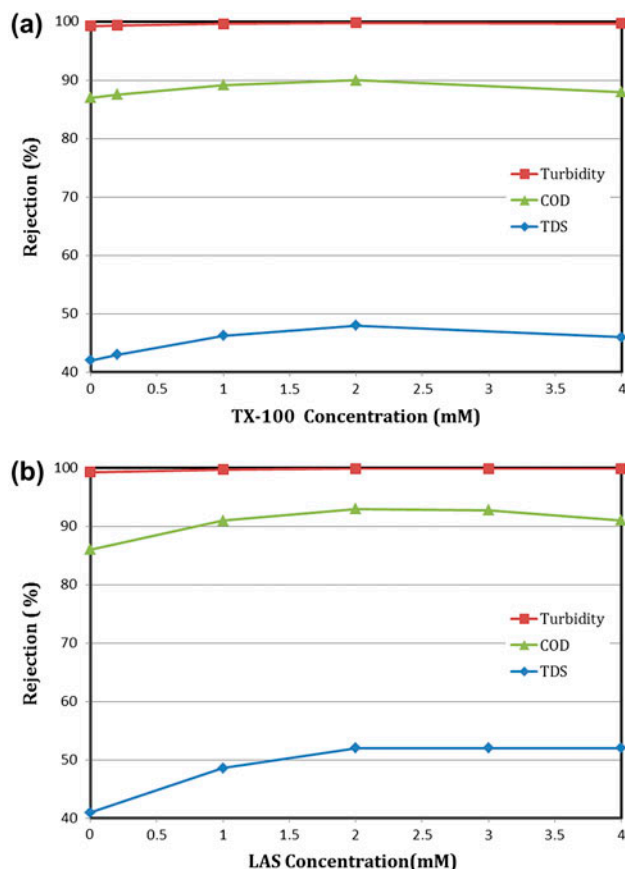 (a)
100
90
80
70
60
50
40
Rejection (%)
Turbidity
COD
TDS
0 0.5 1 1.5 2 2.5 3 3.5 4
TX-100 Concentration (mM)
(b)
100
90
80
70
60
50
40
Rejection ( %)
Turbidity
COD
TDS
0 0.5 1 1.5 2 2.5 3 3.5 4
LAS Concentration(mM)